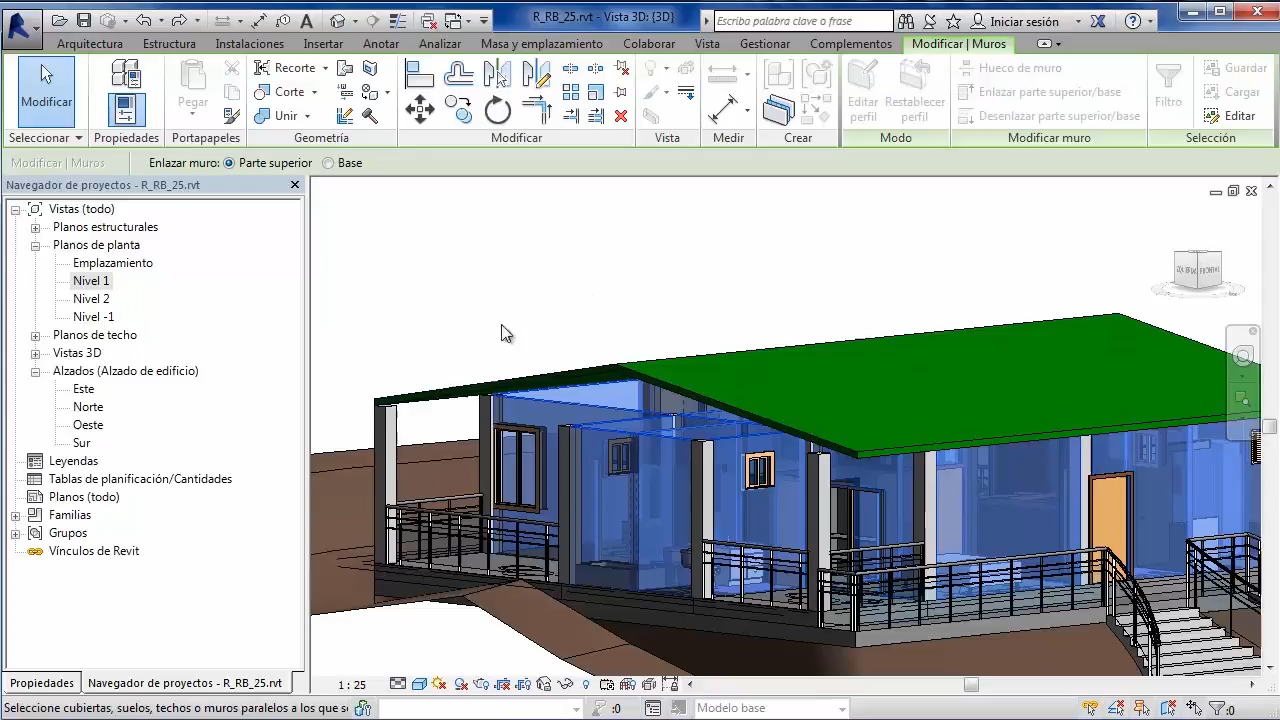 R_RB_25.rvt - Vista 3D: {3D}
Escriba palabra clave o frase
Iniciar sesión
Arquitectura Estructura Instalaciones Insertar Anotar Analizar Masa y emplazamiento Colaborar Vista Gestionar Complementos Modificar | Muros
Modificar
Seleccionar
Propiedades
Pegar
Portapapeles
Recorte
Corte
Unir
Geometría
Modificar
Vista
Medir
Crear
Editar perfil
Restablecer perfil
Modo
Hueco de muro
Enlazar parte superior/base
Desenlazar parte superior/base
Modificar muro
Filtro
Guardar
Cargar
Editar
Selección
Modificar | Muros Enlazar muro: Parte superior Base
Navegador de proyectos - R_RB_25.rvt
Vistas (todo)
Planos estructurales
Planos de planta
Emplazamiento
Nivel 1
Nivel 2
Nivel -1
Planos de techo
Vistas 3D
Alzados (Alzado de edificio)
Este
Norte
Oeste
Sur
Leyendas
Tablas de planificación/Cantidades
Planos (todo)
Familias
Grupos
Vínculos de Revit
Propiedades Navegador de proyectos - R_RB_25.rvt
1 : 25
Seleccione cubiertas, suelos, techos o muros paralelos a los que se
:0
Modelo base
:0